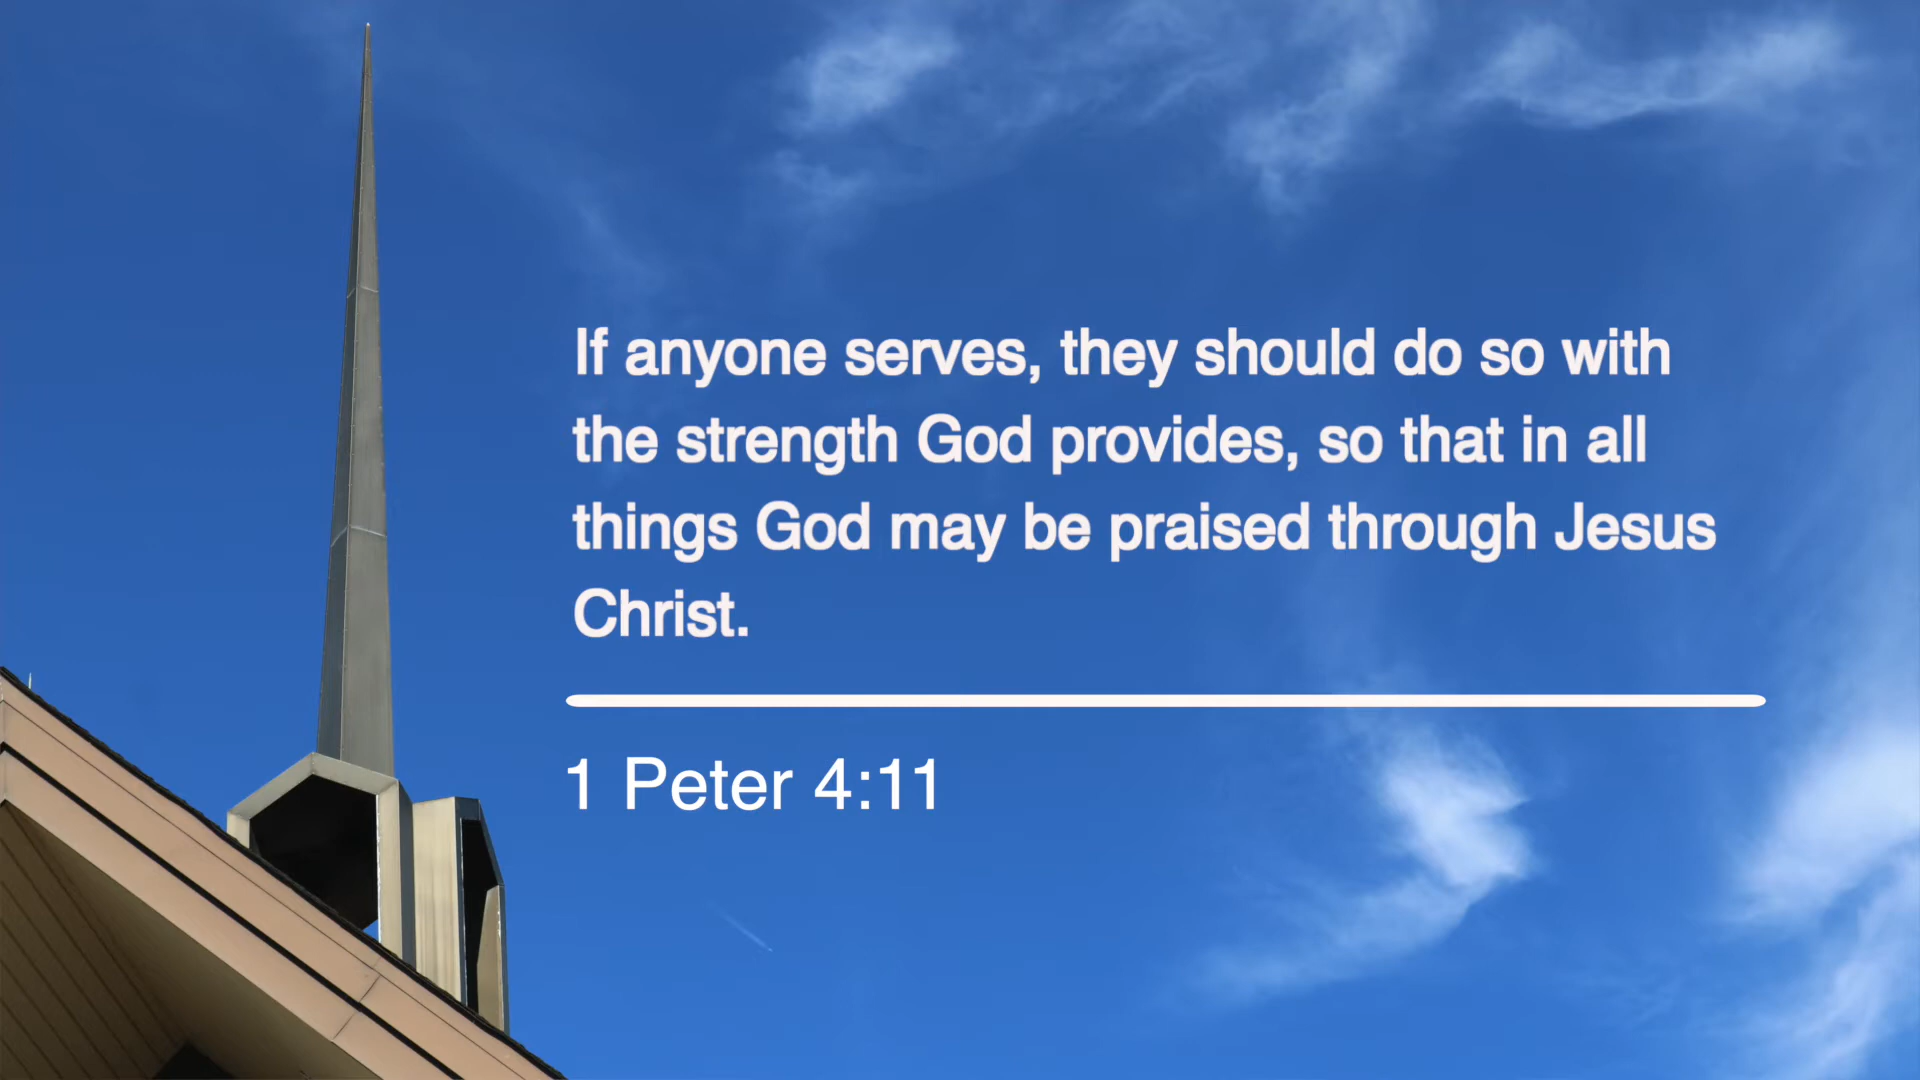 If anyone serves, they should do so with
the strength God provides, so that in all
things God may be praised through Jesus
Christ.
1 Peter 4:11